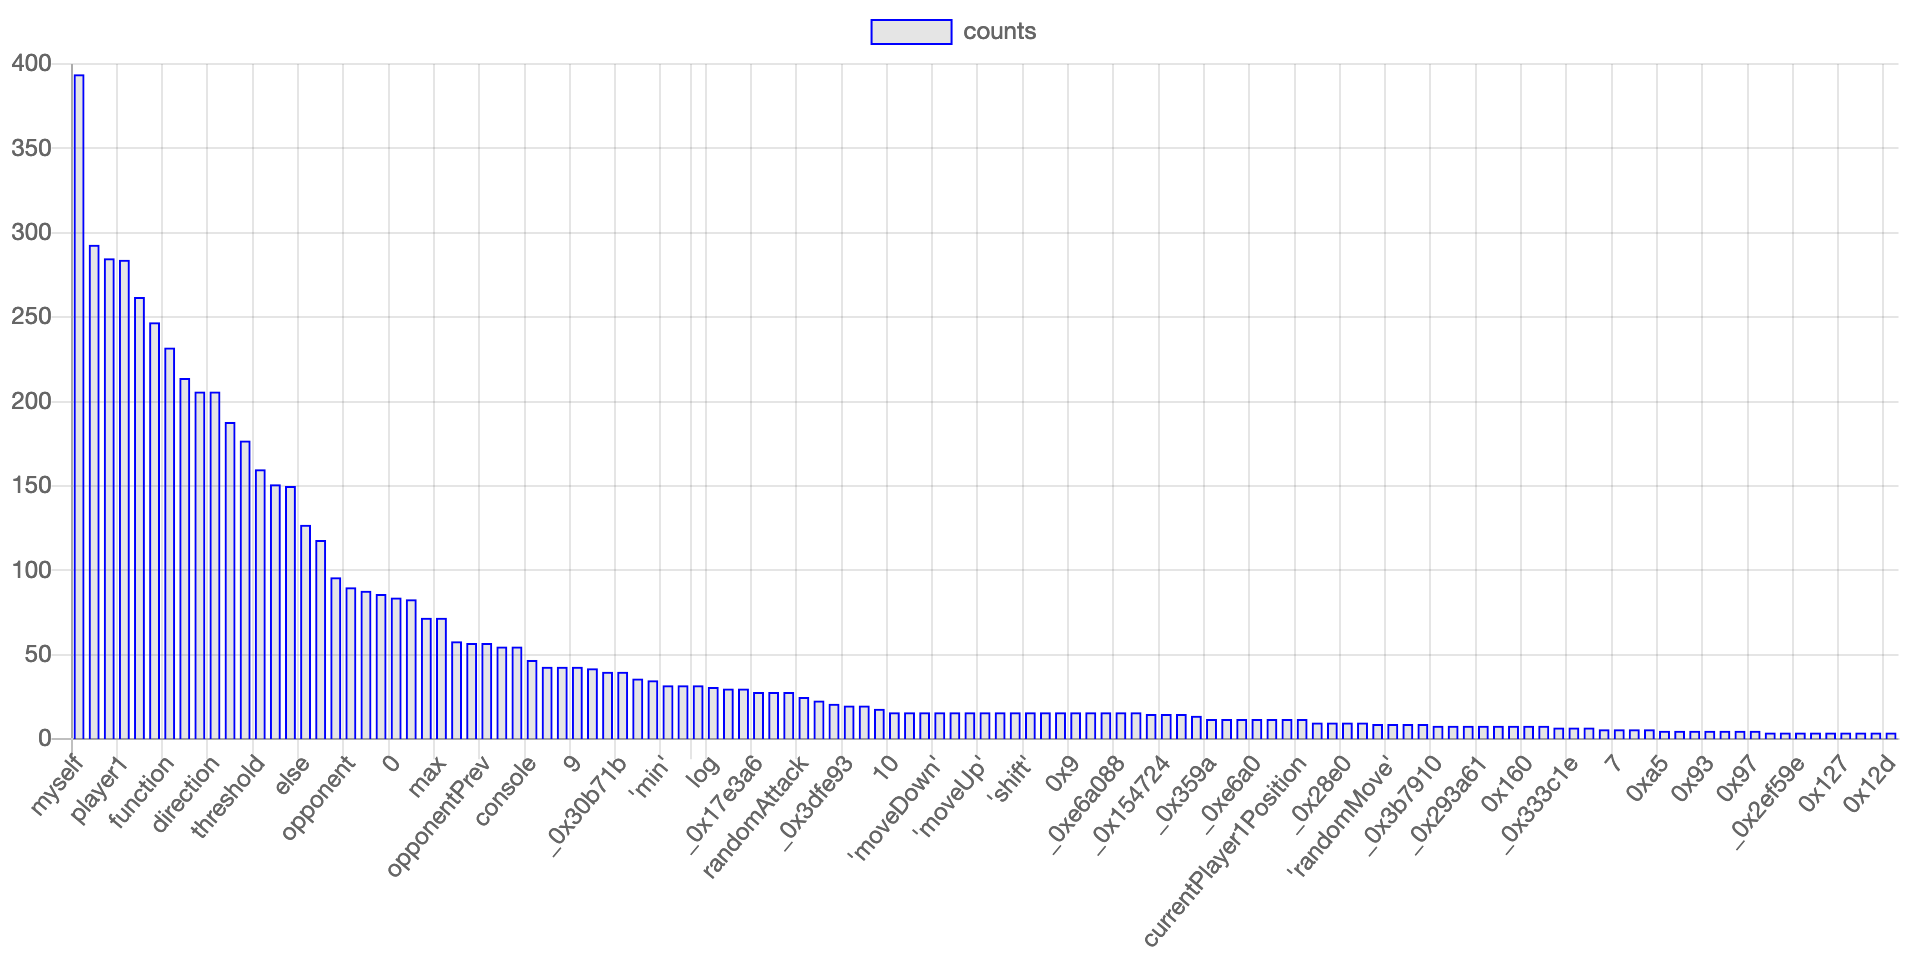 counts
400
350
300
250
200
150
100
50
0
myself
player1
function
direction
threshold
else
opponent
0
max
opponentPrev
console
9
_0x30b71b
'min'
log
_0x17e3a6
randomAttack
_0x3dfe93
10
'moveDown'
'moveUp'
'shift'
0x9
_0xe6a088
_0x154724
_0x359a
_0xe6a0
currentPlayer1Position
_0x28e0
'randomMove'
_0x3b7910
_0x293a61
0x160
_0x333c1e
7
0xa5
0x93
0x97
_0x2ef59e
0x127
0x12d